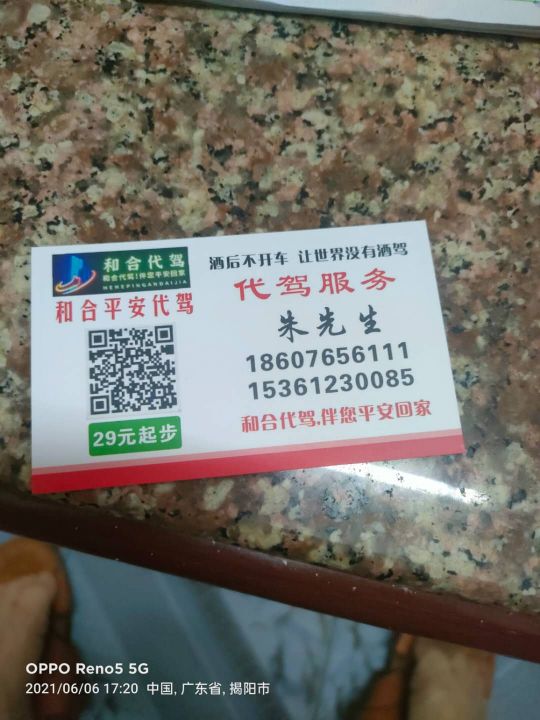 和合代驾
和合代驾!伴您平安回家
HEHEPINGANDAIJIA
和合平安代驾
29元起步
酒后不开车 让世界没有酒驾
代驾服务
朱先生
18607656111
15361230085
和合代驾,伴您平安回家
OPPO Reno5 5G
2021/06/06 17:20 中国, 广东省, 揭阳市